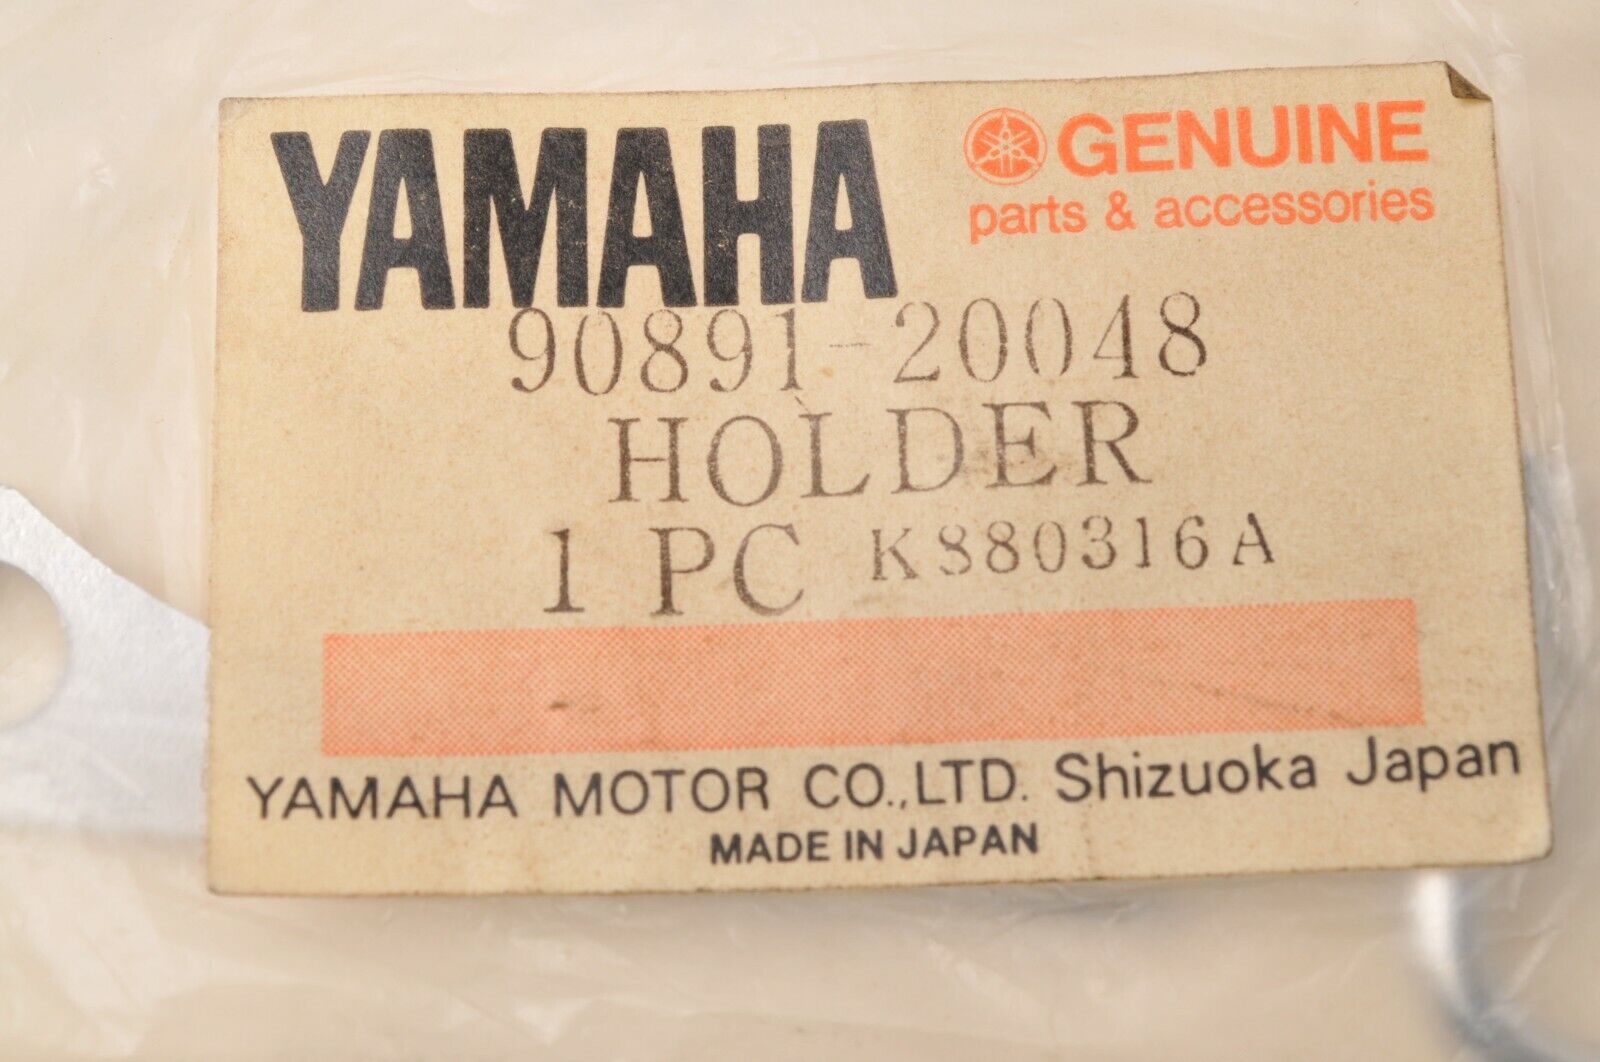 YAMAHA
GENUINE
parts & accessories
90891-20048
HOLDER
1 PC K880316A
YAMAHA MOTOR CO.,LTD. Shizuoka Japan
MADE IN JAPAN